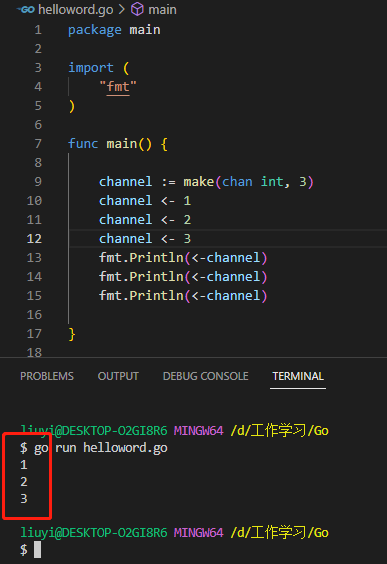 GO helloword.go > main
1 package main
2
3 import (
4 "fmt"
5 )
6
7 func main() {
8
9 channel := make(chan int, 3)
10 channel <- 1
11 channel <- 2
12 channel <- 3
13 fmt.Println(<-channel)
14 fmt.Println(<-channel)
15 fmt.Println(<-channel)
16
17 }
18
PROBLEMS OUTPUT DEBUG CONSOLE TERMINAL
liuyi@DESKTOP-O2GI8R6 MINGW64 /d/工作学习/Go
$ go run helloword.go
1
2
3
liuyi@DESKTOP-O2GI8R6 MINGW64 /d/工作学习/Go
$